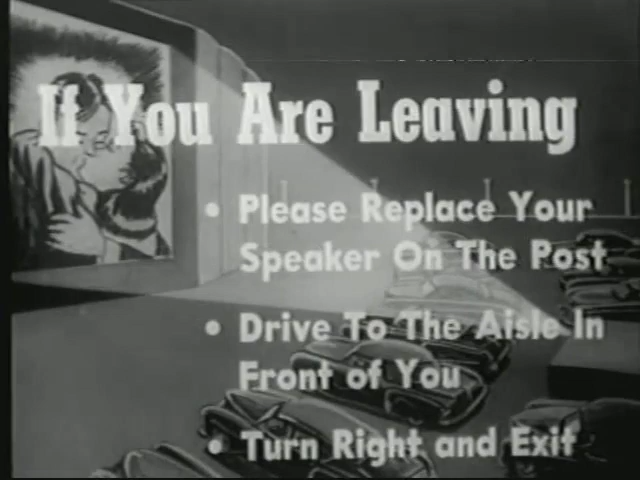 If You Are Leaving
• Please Replace Your
Speaker On The Post
• Drive To The Aisle In
Front of You
• Turn Right and Exit